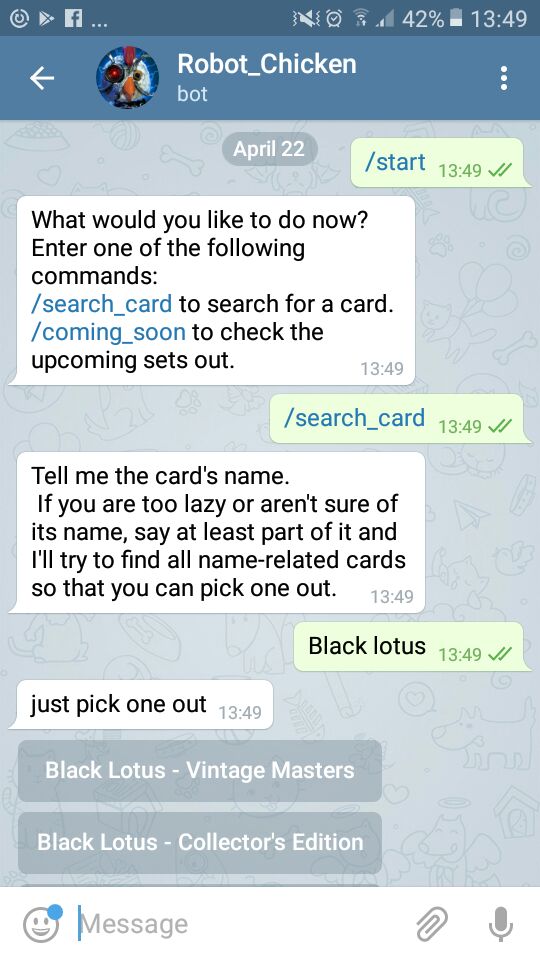 ... 42% 13:49
Robot_Chicken
bot
April 22
/start 13:49
What would you like to do now?
Enter one of the following
commands:
/search_card to search for a card.
/coming_soon to check the
upcoming sets out.
13:49
/search_card 13:49
Tell me the card's name.
If you are too lazy or aren't sure of
its name, say at least part of it and
I'll try to find all name-related cards
so that you can pick one out.
13:49
Black lotus 13:49
just pick one out 13:49
Black Lotus - Vintage Masters
Black Lotus - Collector's Edition
Message